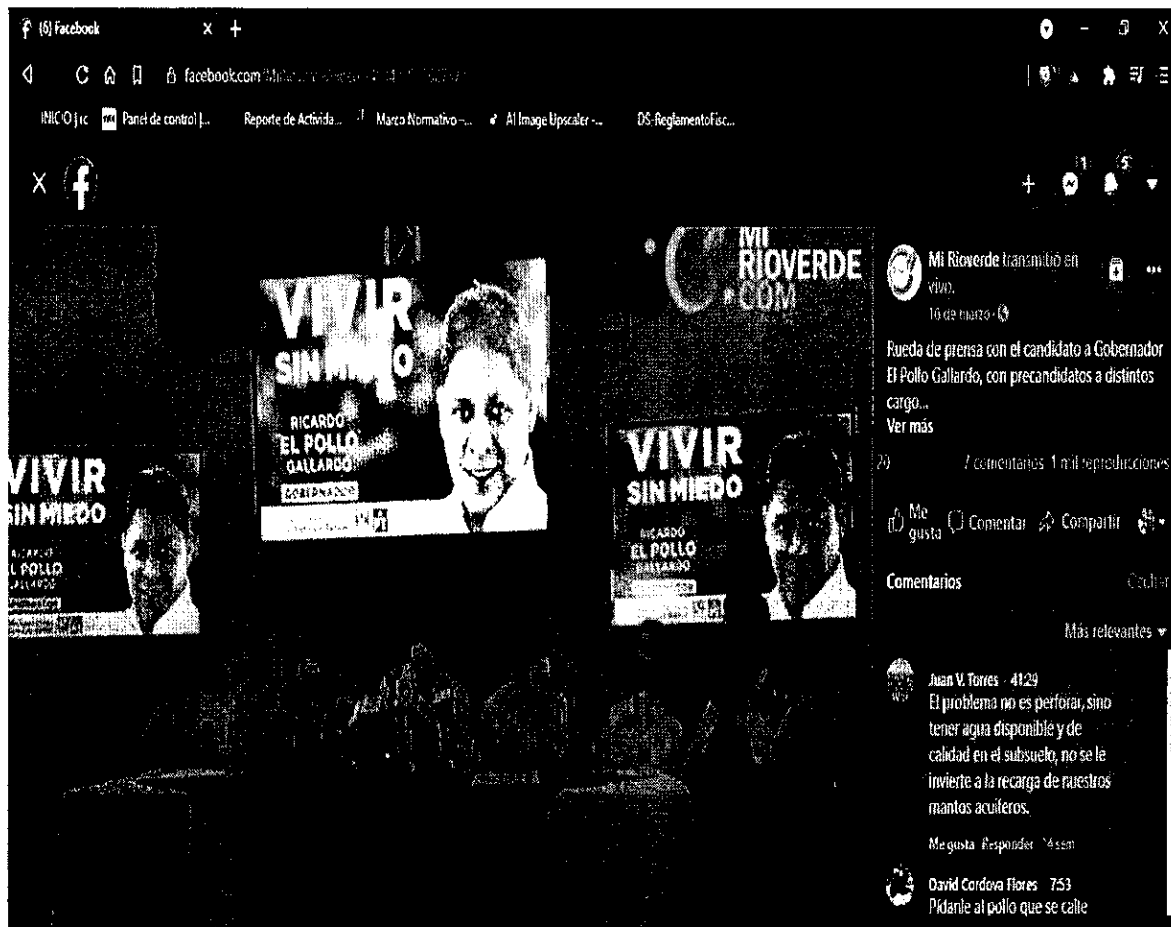 (6) Facebook
facebook.com
INICIO
Panel de control |...
Reporte de Activida...
Marco Normativo -...
AI Image Upscaler -...
DS-ReglamentoFisc...
1
5
VIVIR
SIN MIEDO
RICARDO
EL POLLO
GALLARDO
GOBERNADOR
VIVIR
SIN MIEDO
RICARDO
EL POLLO
GALLARDO
MI
RIOVERDE
.COM
VIVIR
SIN MIEDO
RICARDO
EL POLLO
GALLARDO
Mi Rioverde transmitió en
vivo.
16 de marzo
Rueda de prensa con el candidato a Gobernador
El Pollo Gallardo, con precandidatos a distintos
cargo...
Ver más
20
7 comentarios 1 mil reproducciones
Me gusta
Comentar
Compartir
Comentarios
Más relevantes
Juan V. Torres · 41:29
El problema no es perforar, sino
tener agua disponible y de
calidad en el subsuelo, no se le
invierte a la recarga de nuestros
mantos acuíferos.
Me gusta Responder 14 sem
David Cordova Flores 7:53
Pídanle al pollo que se calle